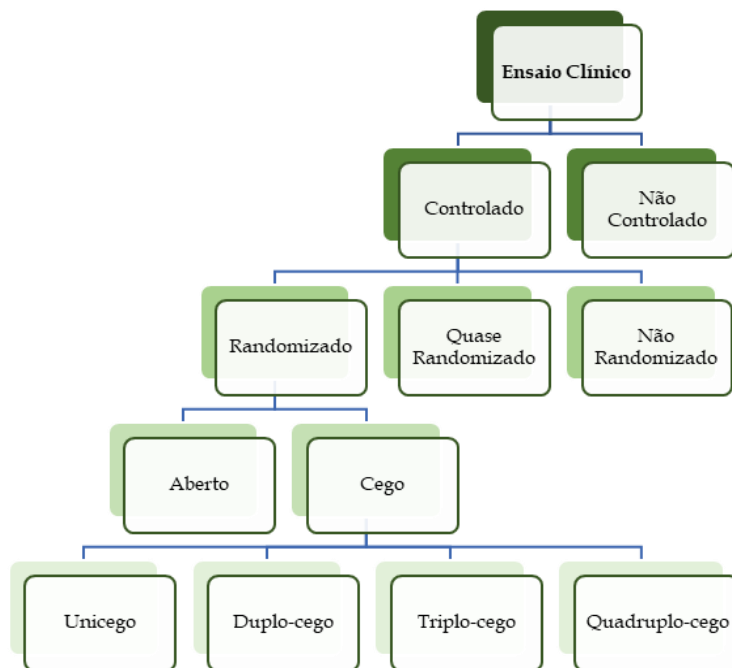 Ensaio Clínico
Controlado
Não
Controlado
Randomizado
Quase
Randomizado
Não
Randomizado
Aberto
Cego
Unicego
Duplo-cego
Triplo-cego
Quadruplo-cego